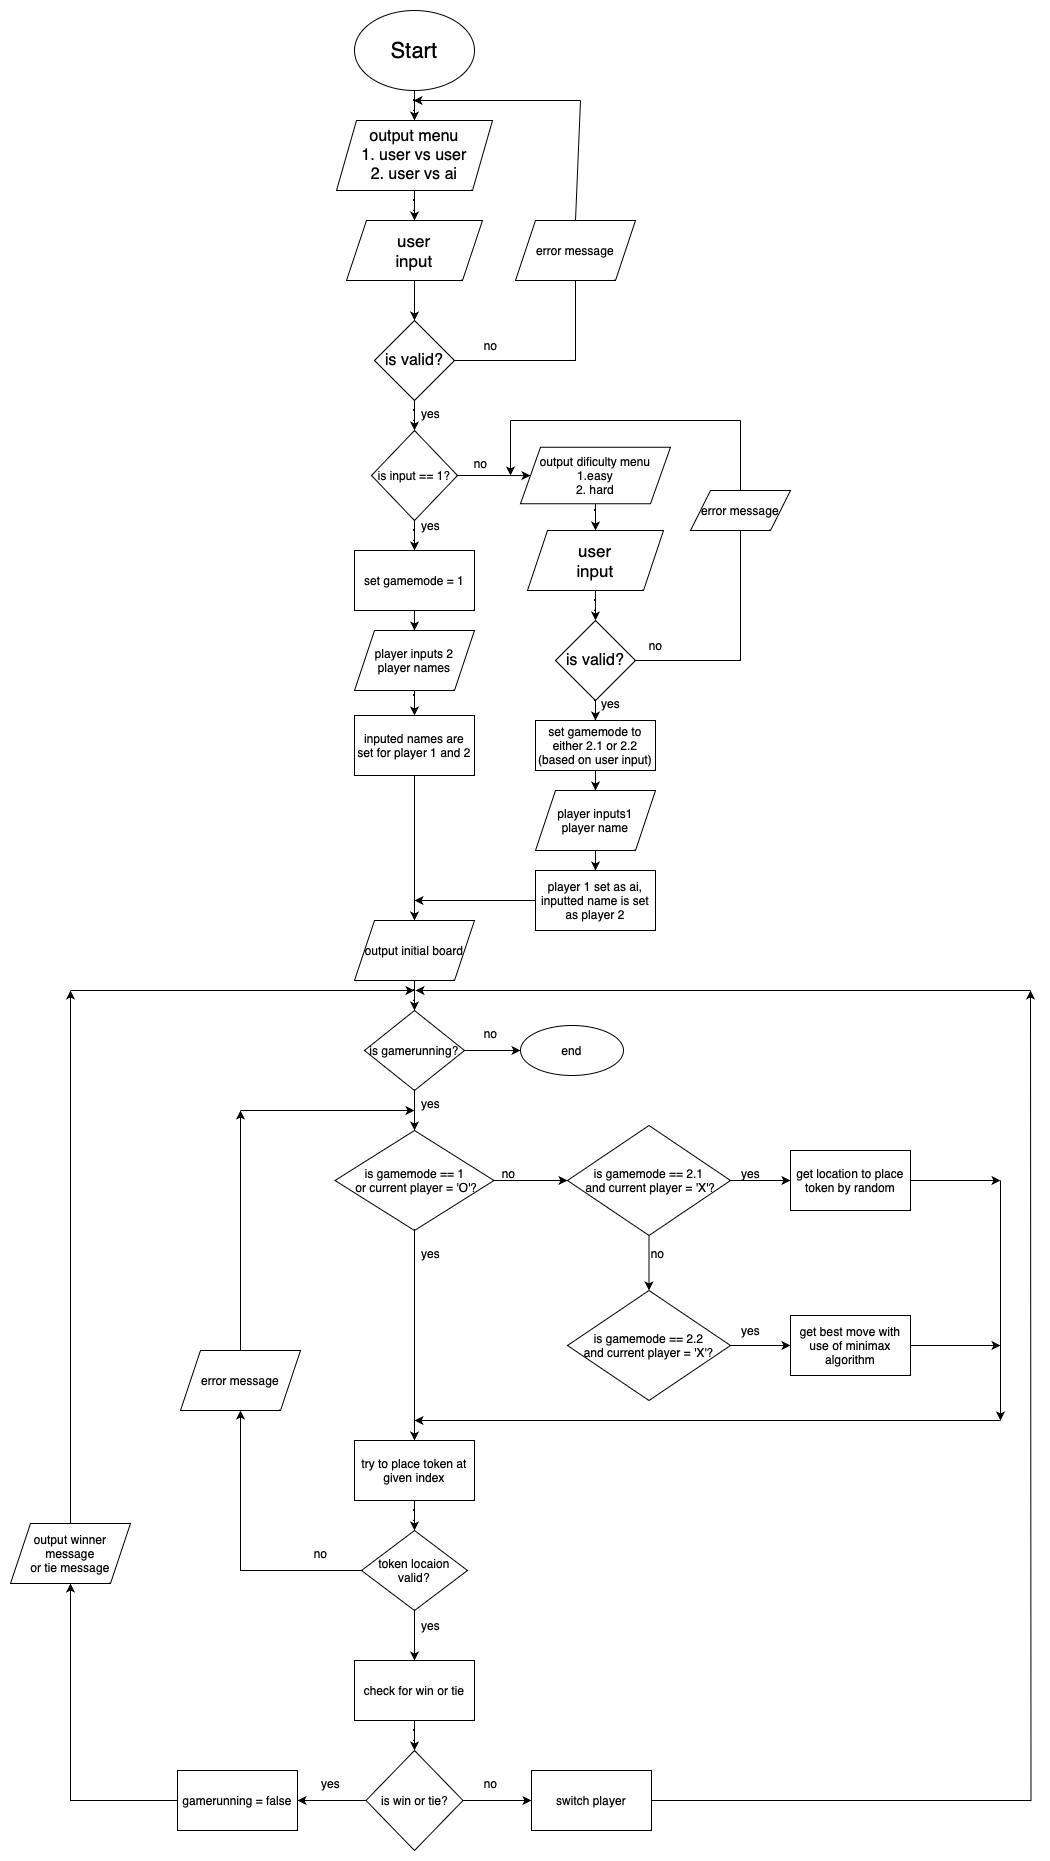 Start
output menu
1. user vs user
2. user vs ai
user
input
error message
is valid?
no
yes
is input == 1?
no
output dificulty menu
1.easy
2. hard
error message
yes
set gamemode = 1
user
input
player inputs 2
player names
is valid?
no
yes
inputed names are
set for player 1 and 2
set gamemode to
either 2.1 or 2.2
(based on user input)
player inputs1
player name
player 1 set as ai,
inputted name is set
as player 2
output initial board
is gamerunning?
no
end
yes
is gamemode == 1
or current player = 'O'?
no
is gamemode == 2.1
and current player = 'X'?
yes
get location to place
token by random
yes
no
is gamemode == 2.2
and current player = 'X'?
yes
get best move with
use of minimax
algorithm
error message
try to place token at
given index
output winner
message
or tie message
no
token locaion
valid?
yes
check for win or tie
gamerunning = false
yes
is win or tie?
no
switch player